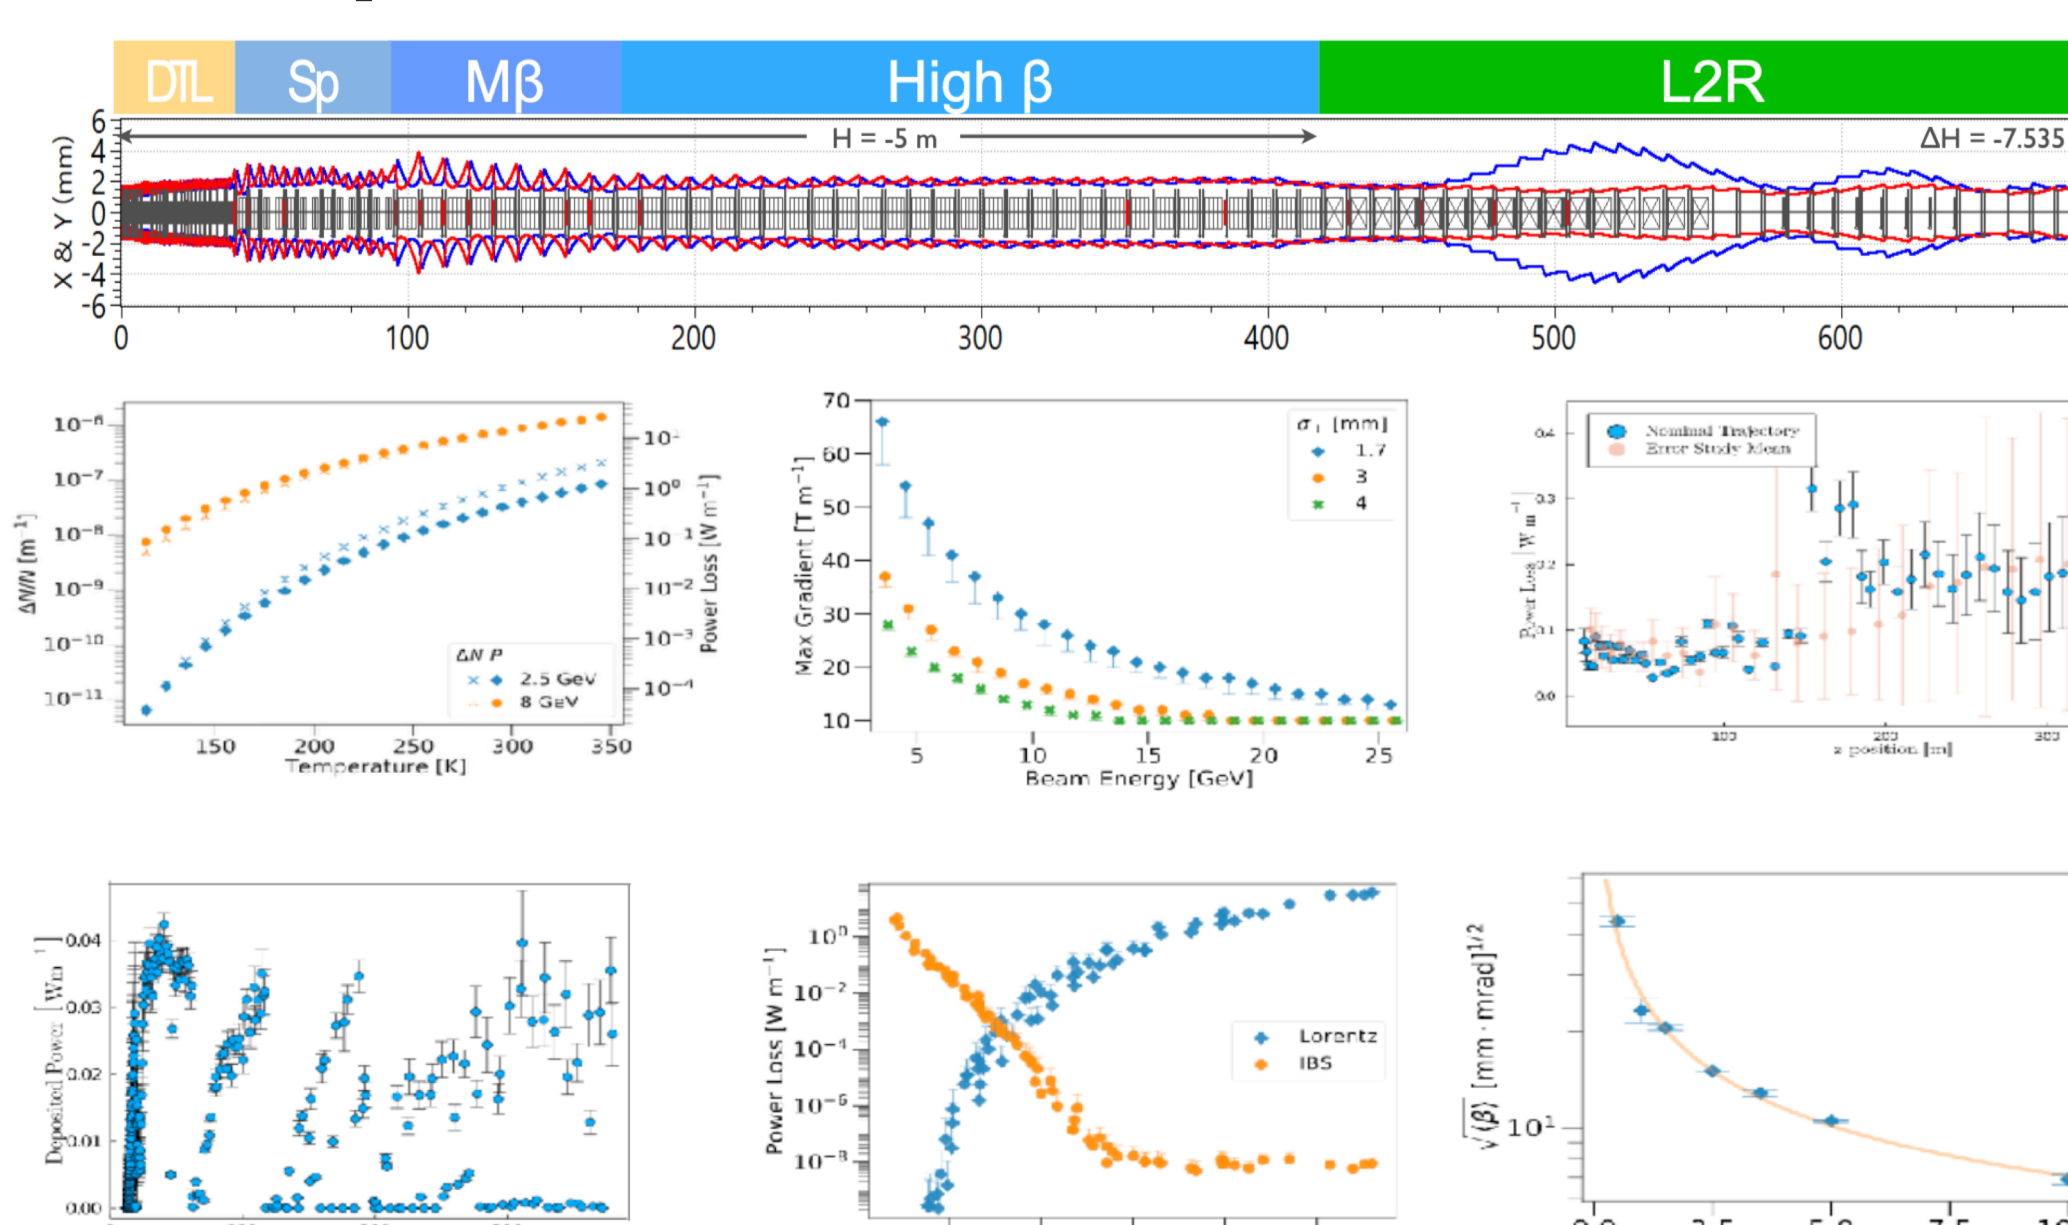 DTL Sp Mβ High β L2R
H = -5 m
ΔH = -7.535
X & Y (mm)
6
4
2
0
-2
-4
-6
0 100 200 300 400 500 600
ΔN/N [m⁻¹]
10⁻⁶
10⁻⁷
10⁻⁸
10⁻⁹
10⁻¹⁰
10⁻¹¹
ΔN P
2.5 GeV
8 GeV
10¹
10⁰
10⁻¹
10⁻²
10⁻³
10⁻⁴
Power Loss [W m⁻¹]
150 200 250 300 350
Temperature [K]
Max Gradient [T m⁻¹]
70
60
50
40
30
20
10
1.7
3
4
5 10 15 20 25
Beam Energy [GeV]
Power Loss [W m⁻¹]
0.4
0.3
0.2
0.1
0.0
Nominal Trajectory
Error Study Mean
100 200 300
z position [m]
Deposited Power [Wm⁻¹]
0.04
0.03
0.02
0.01
0.00
Power Loss [W m⁻¹]
10⁰
10⁻²
10⁻⁴
10⁻⁶
10⁻⁸
Lorentz
IBS
√⟨β⟩ [mm · mrad]^1/2
10¹